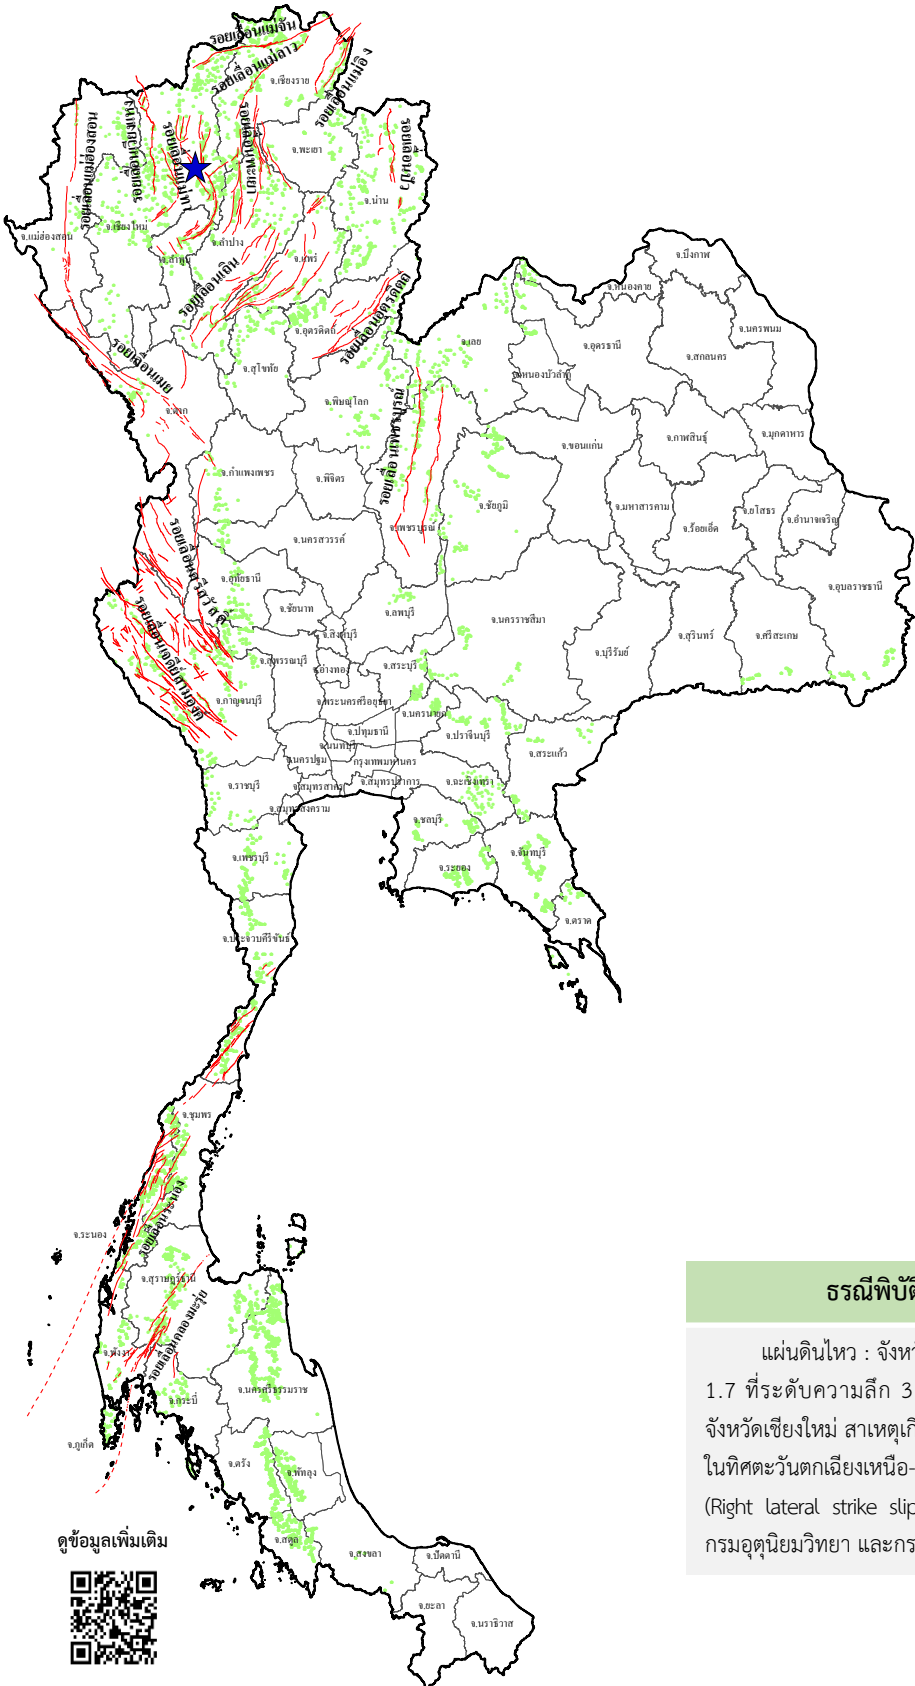 รอยเลื่อนแม่จัน
รอยเลื่อนแม่ลาว
รอยเลื่อนแม่อิง
จ.เชียงราย
รอยเลื่อนแม่ฮ่องสอน
รอยเลื่อนแม่ทา
รอยเลื่อนพะเยา
จ.พะเยา
รอยเลื่อนปัว
จ.น่าน
จ.แม่ฮ่องสอน
จ.เชียงใหม่
จ.ลำพูน
จ.ลำปาง
จ.แพร่
รอยเลื่อนเถิน
รอยเลื่อนอุตรดิตถ์
จ.อุตรดิตถ์
จ.บึงกาฬ
จ.หนองคาย
จ.นครพนม
จ.เลย
จ.อุดรธานี
จ.สกลนคร
รอยเลื่อนเมย
จ.สุโขทัย
จ.หนองบัวลำภู
จ.ตาก
จ.พิษณุโลก
รอยเลื่อนเพชรบูรณ์
จ.ขอนแก่น
จ.กาฬสินธุ์
จ.มุกดาหาร
จ.กำแพงเพชร
จ.พิจิตร
จ.เพชรบูรณ์
จ.ชัยภูมิ
จ.มหาสารคาม
จ.ร้อยเอ็ด
จ.ยโสธร
จ.อำนาจเจริญ
จ.นครสวรรค์
รอยเลื่อนศรีสวัสดิ์
จ.อุทัยธานี
จ.ชัยนาท
จ.ลพบุรี
จ.นครราชสีมา
จ.อุบลราชธานี
จ.สิงห์บุรี
จ.บุรีรัมย์
จ.สุรินทร์
จ.ศรีสะเกษ
รอยเลื่อนเจดีย์สามองค์
จ.สุพรรณบุรี
จ.อ่างทอง
จ.สระบุรี
จ.กาญจนบุรี
จ.พระนครศรีอยุธยา
จ.นครนายก
จ.ปทุมธานี
จ.ปราจีนบุรี
จ.นนทบุรี
จ.สระแก้ว
จ.นครปฐม
กรุงเทพมหานคร
จ.ราชบุรี
จ.สมุทรสาคร
จ.สมุทรปราการ
จ.ฉะเชิงเทรา
จ.สมุทรสงคราม
จ.ชลบุรี
จ.เพชรบุรี
จ.ระยอง
จ.จันทบุรี
จ.ตราด
จ.ประจวบคีรีขันธ์
จ.ชุมพร
รอยเลื่อนระนอง
จ.ระนอง
จ.สุราษฎร์ธานี
รอยเลื่อนคลองมะรุ่ย
จ.พังงา
จ.กระบี่
จ.นครศรีธรรมราช
จ.ภูเก็ต
จ.ตรัง
จ.พัทลุง
จ.สตูล
จ.สงขลา
จ.ปัตตานี
จ.ยะลา
จ.นราธิวาส
ธรณีพิบัติ
แผ่นดินไหว : จังหวั
1.7 ที่ระดับความลึก 3
จังหวัดเชียงใหม่ สาเหตุเกิ
ในทิศตะวันตกเฉียงเหนือ-
(Right lateral strike slip
กรมอุตุนิยมวิทยา และกร
ดูข้อมูลเพิ่มเติม